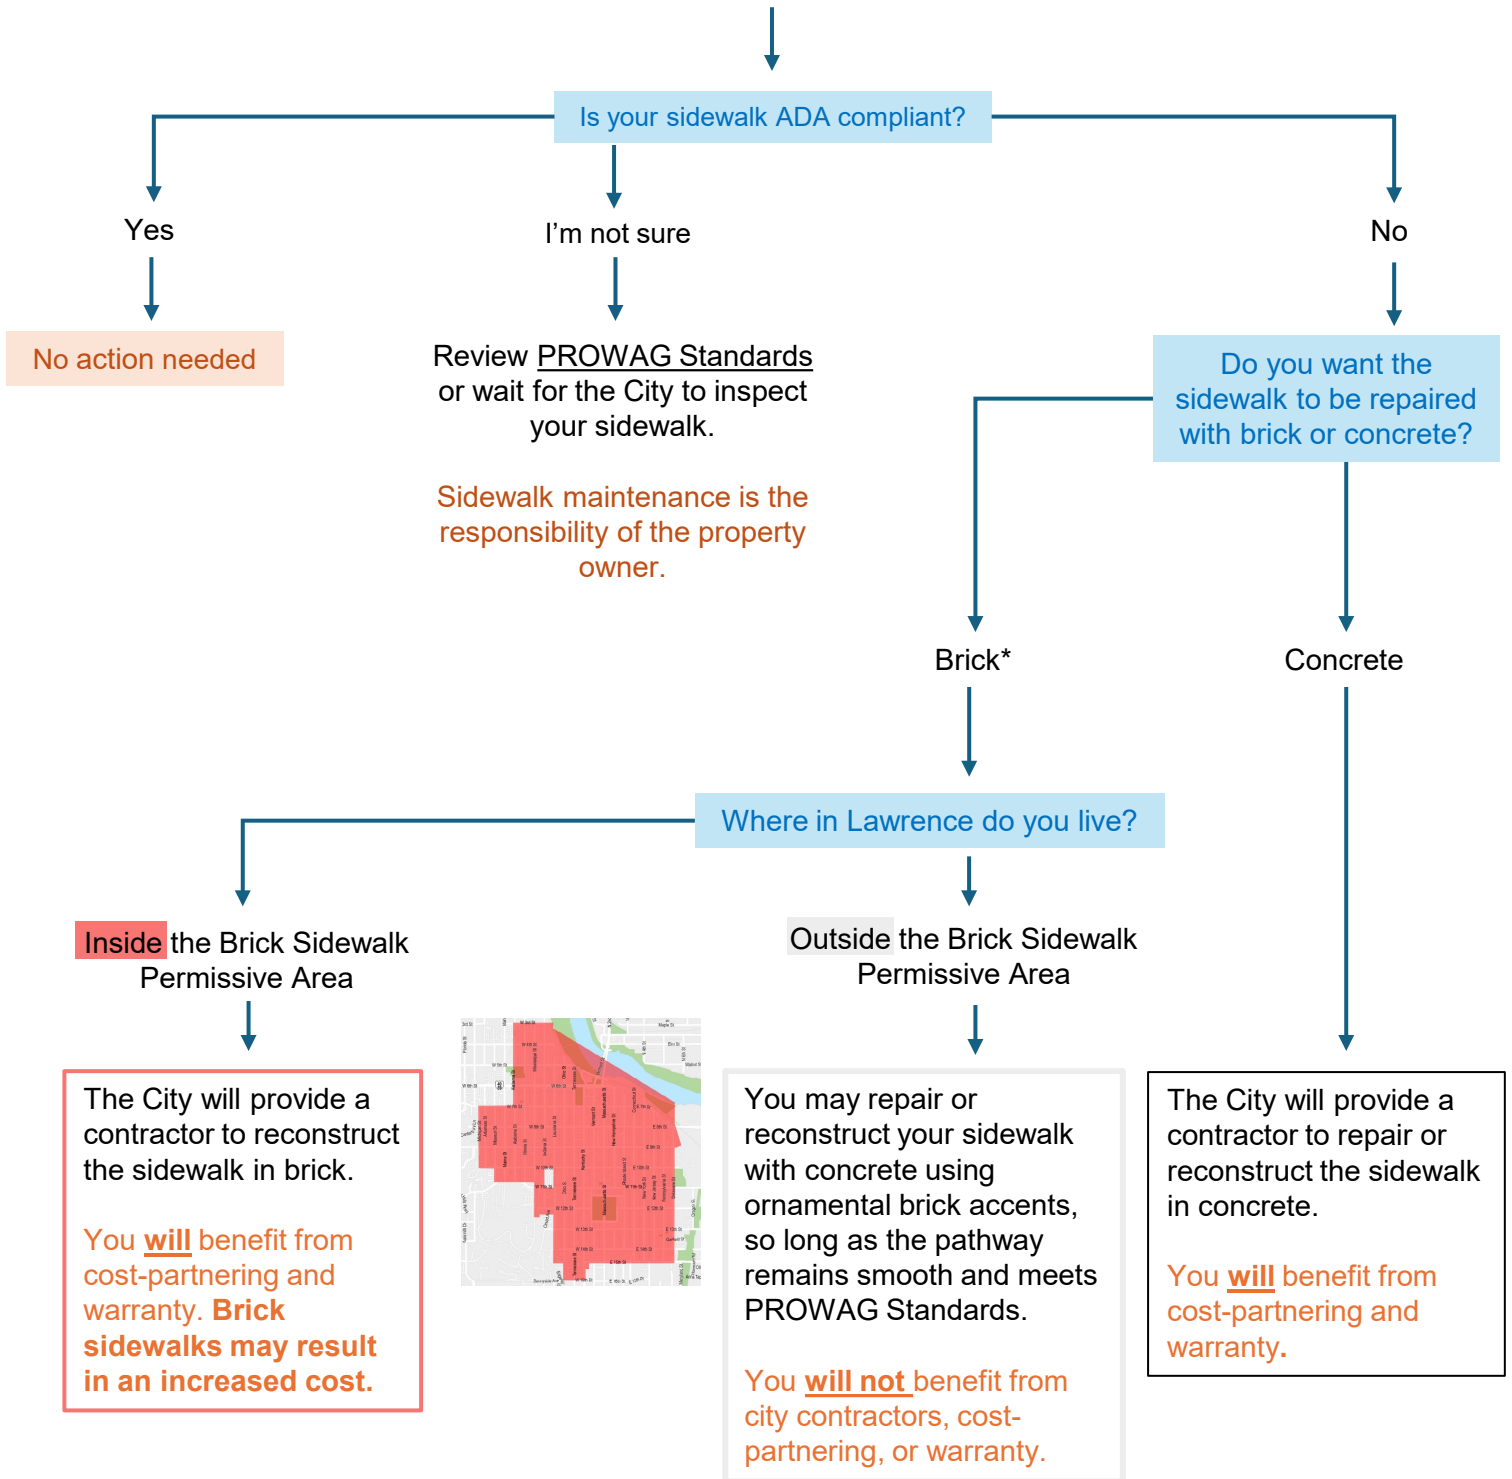 Is your sidewalk ADA compliant?
Yes
I'm not sure
No
No action needed
Review PROWAG Standards
or wait for the City to inspect
your sidewalk.
Sidewalk maintenance is the
responsibility of the property
owner.
Do you want the
sidewalk to be repaired
with brick or concrete?
Brick*
Concrete
Where in Lawrence do you live?
Inside the Brick Sidewalk
Permissive Area
Outside the Brick Sidewalk
Permissive Area
The City will provide a
contractor to reconstruct
the sidewalk in brick.
You will benefit from
cost-partnering and
warranty. Brick
sidewalks may result
in an increased cost.
You may repair or
reconstruct your sidewalk
with concrete using
ornamental brick accents,
so long as the pathway
remains smooth and meets
PROWAG Standards.
You will not benefit from
city contractors, cost-
partnering, or warranty.
The City will provide a
contractor to repair or
reconstruct the sidewalk
in concrete.
You will benefit from
cost-partnering and
warranty.